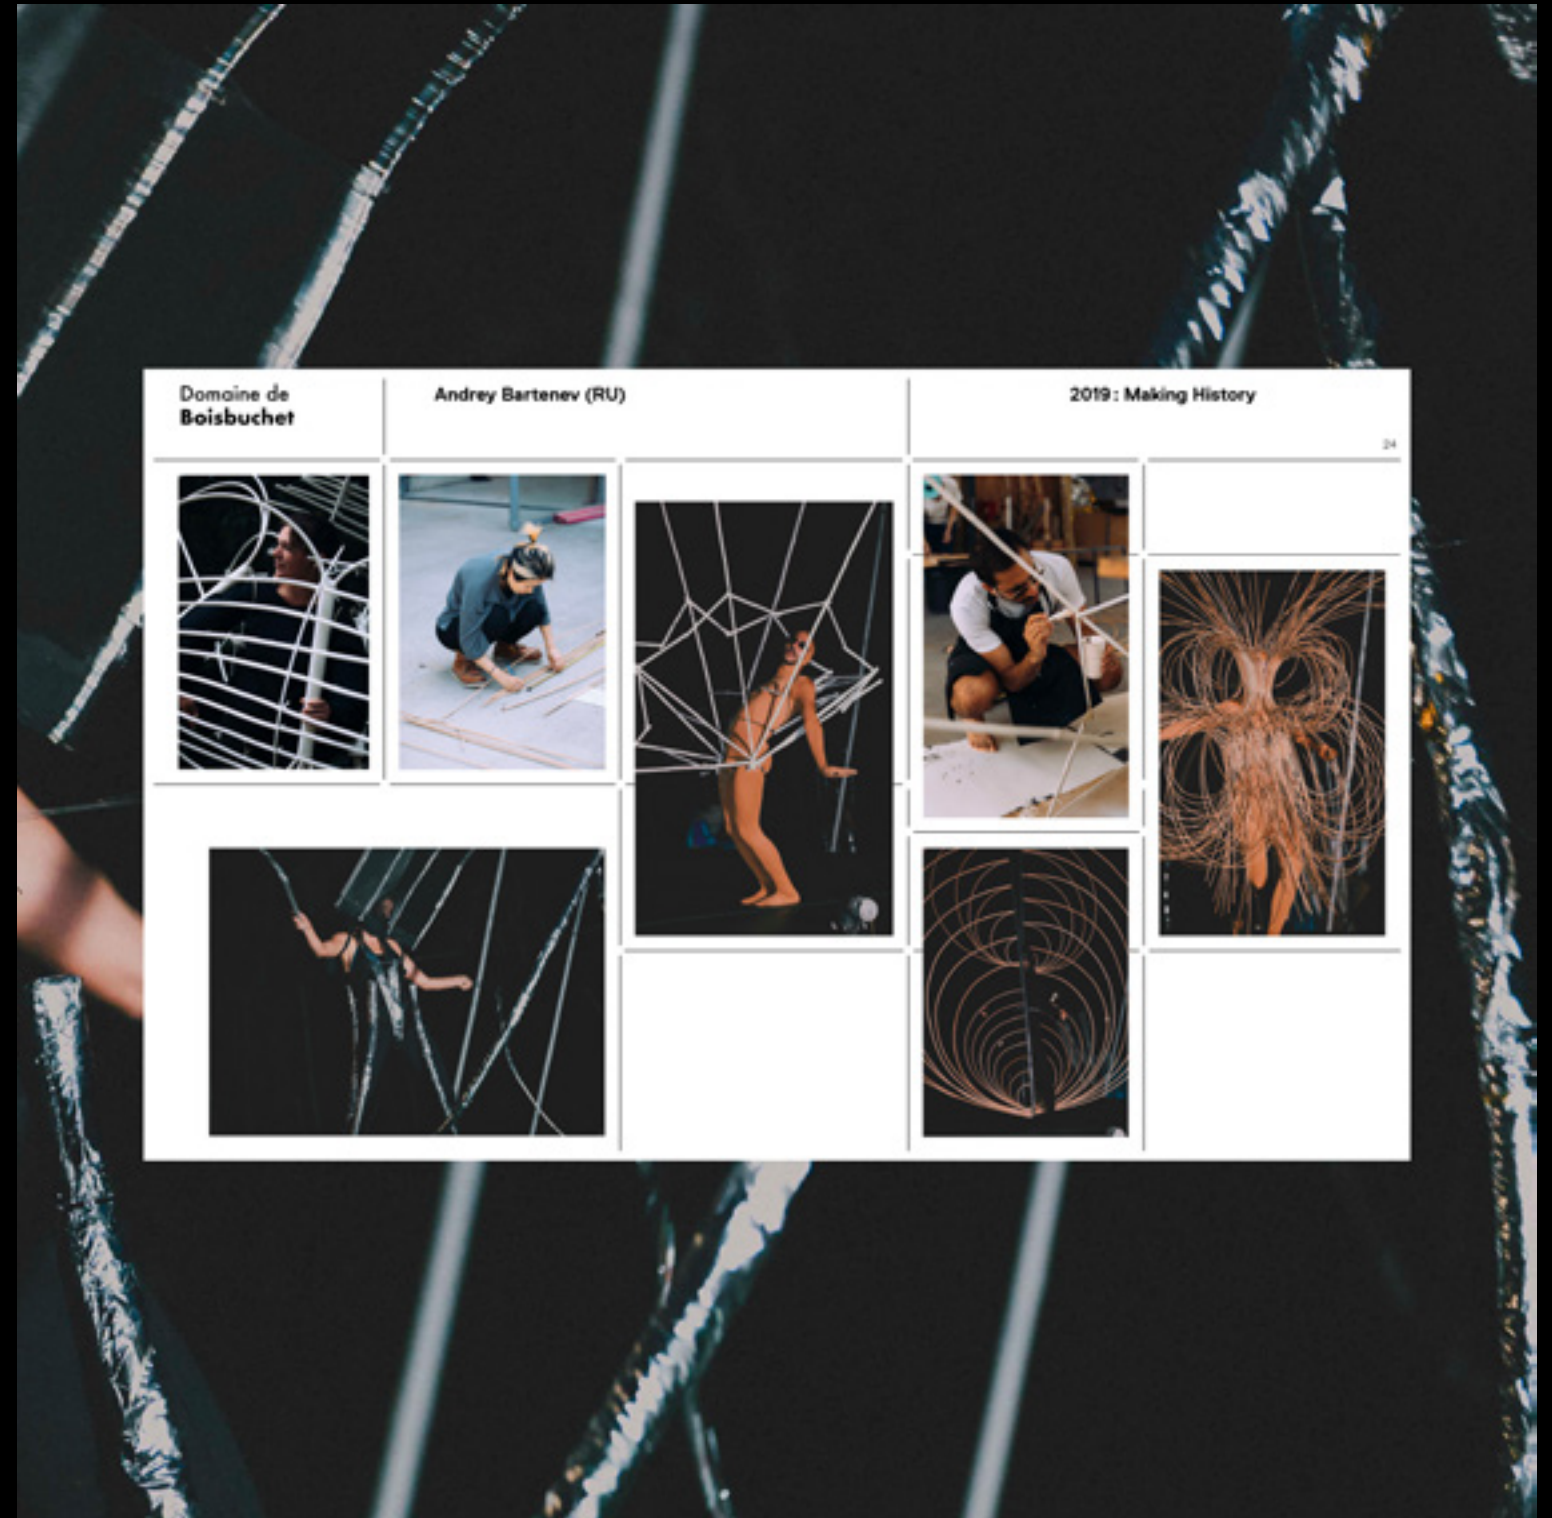 Domaine de
Boisbuchet
Andrey Bartenev (RU)
2019: Making History
24